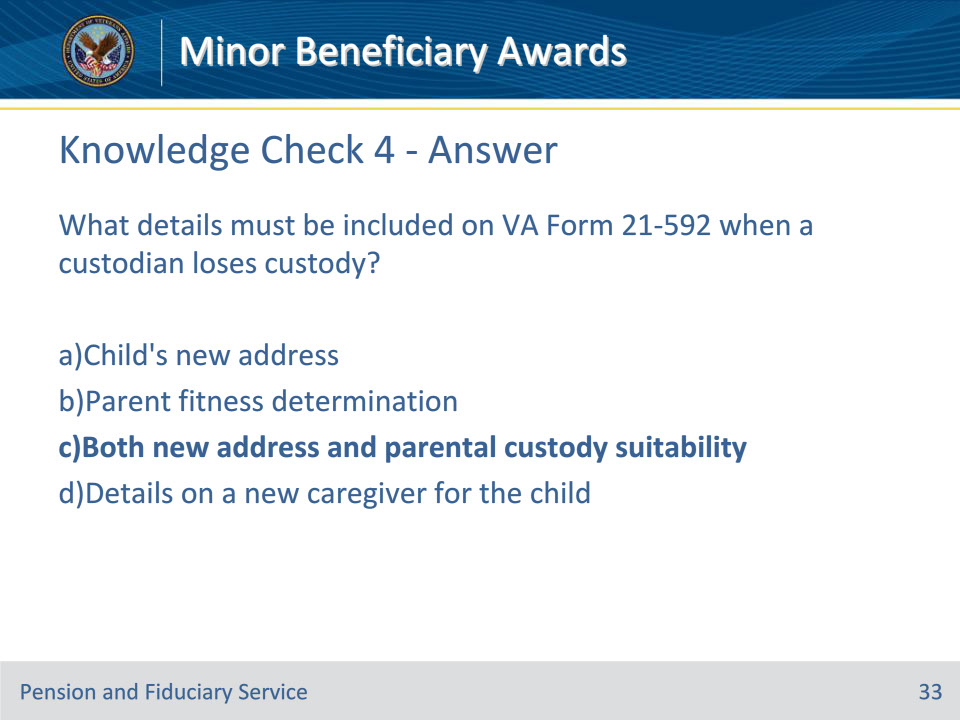 Minor Beneficiary Awards
Knowledge Check 4 - Answer
What details must be included on VA Form 21-592 when a
custodian loses custody?
a)Child's new address
b)Parent fitness determination
c)Both new address and parental custody suitability
d)Details on a new caregiver for the child
Pension and Fiduciary Service
33